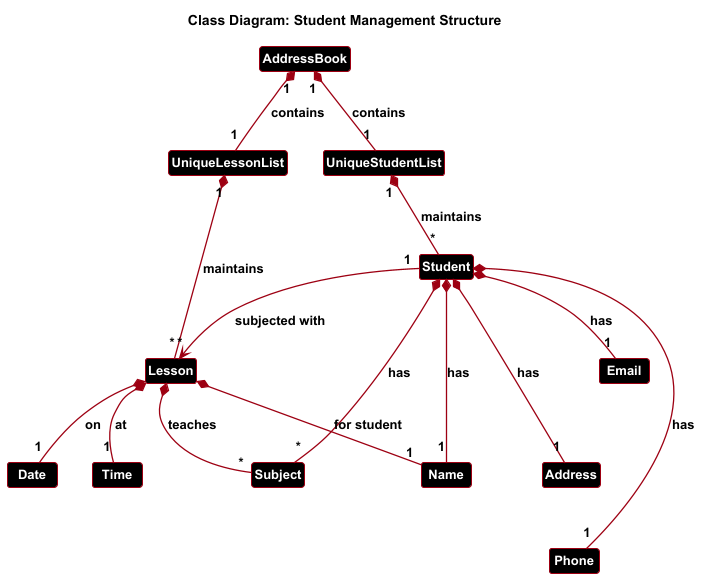 Class Diagram: Student Management Structure
AddressBook
1 1
contains contains
1 1
UniqueLessonList UniqueStudentList
1 1
maintains
*
1 Student
maintains
subjected with has
* * 1
Lesson Email
has has has
on at teaches for student has
1 1 * * 1 1 1
Date Time Subject Name Address
1
Phone